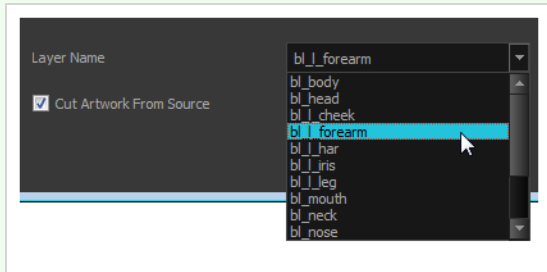 Layer Name
bl_l_forearm
Cut Artwork From Source
bl_body
bl_head
bl_l_cheek
bl_l_forearm
bl_l_har
bl_l_iris
bl_l_leg
bl_mouth
bl_neck
bl_nose